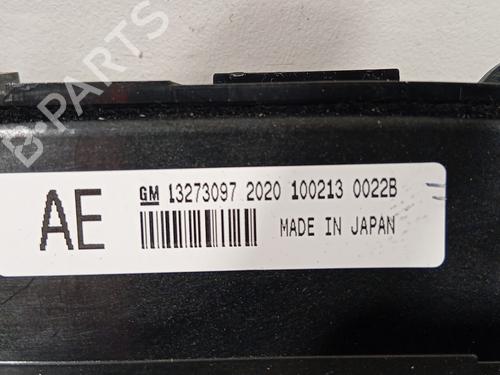 B-PARTS
AE
GM 13273097 2020 100213 0022B
MADE IN JAPAN